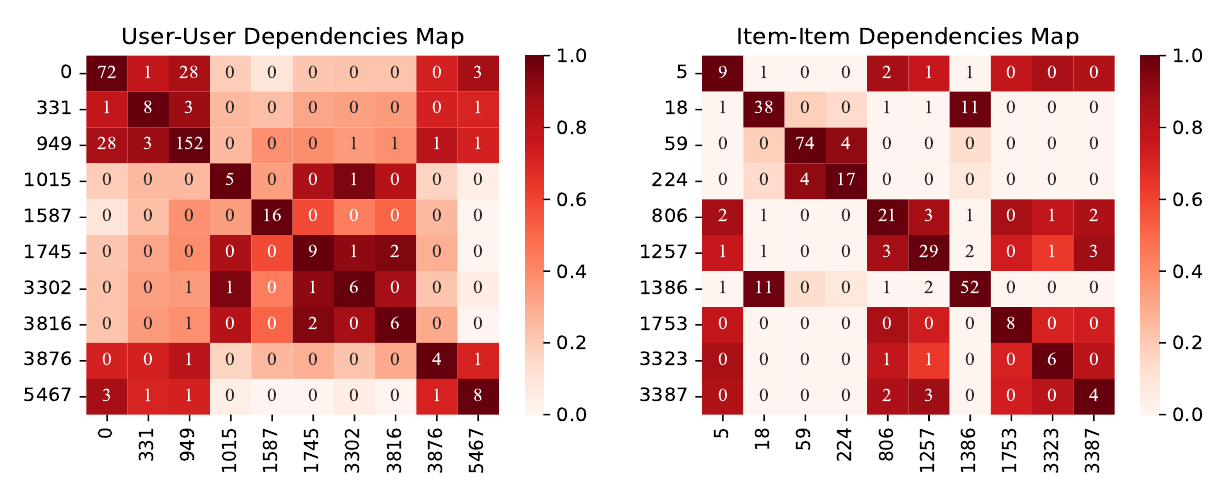 User-User Dependencies Map
0 72 1 28 0 0 0 0 0 0 3
331 1 8 3 0 0 0 0 0 0 1
949 28 3 152 0 0 0 1 1 1 1
1015 0 0 0 5 0 0 1 0 0 0
1587 0 0 0 0 16 0 0 0 0 0
1745 0 0 0 0 0 9 1 2 0 0
3302 0 0 1 1 0 1 6 0 0 0
3816 0 0 1 0 0 2 0 6 0 0
3876 0 0 1 0 0 0 0 0 4 1
5467 3 1 1 0 0 0 0 0 1 8
0 331 949 1015 1587 1745 3302 3816 3876 5467
1.0
0.8
0.6
0.4
0.2
0.0
Item-Item Dependencies Map
5 9 1 0 0 2 1 1 0 0 0
18 1 38 0 0 1 1 11 0 0 0
59 0 0 74 4 0 0 0 0 0 0
224 0 0 4 17 0 0 0 0 0 0
806 2 1 0 0 21 3 1 0 1 2
1257 1 1 0 0 3 29 2 0 1 3
1386 1 11 0 0 1 2 52 0 0 0
1753 0 0 0 0 0 0 0 8 0 0
3323 0 0 0 0 1 1 0 0 6 0
3387 0 0 0 0 2 3 0 0 0 4
5 18 59 224 806 1257 1386 1753 3323 3387
1.0
0.8
0.6
0.4
0.2
0.0